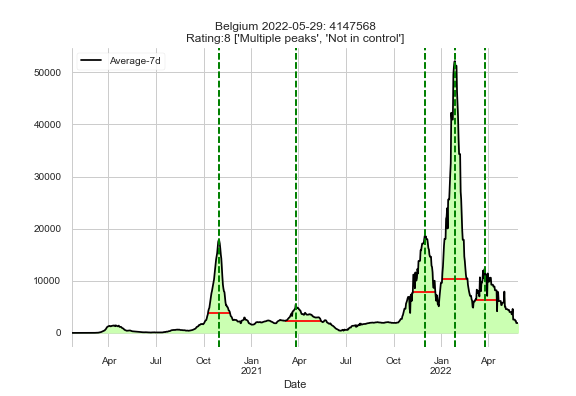 Belgium 2022-05-29: 4147568
Rating:8 ['Multiple peaks', 'Not in control']
Average-7d
50000
40000
30000
20000
10000
0
Apr Jul Oct Jan Apr Jul Oct Jan Apr
2021 2022
Date